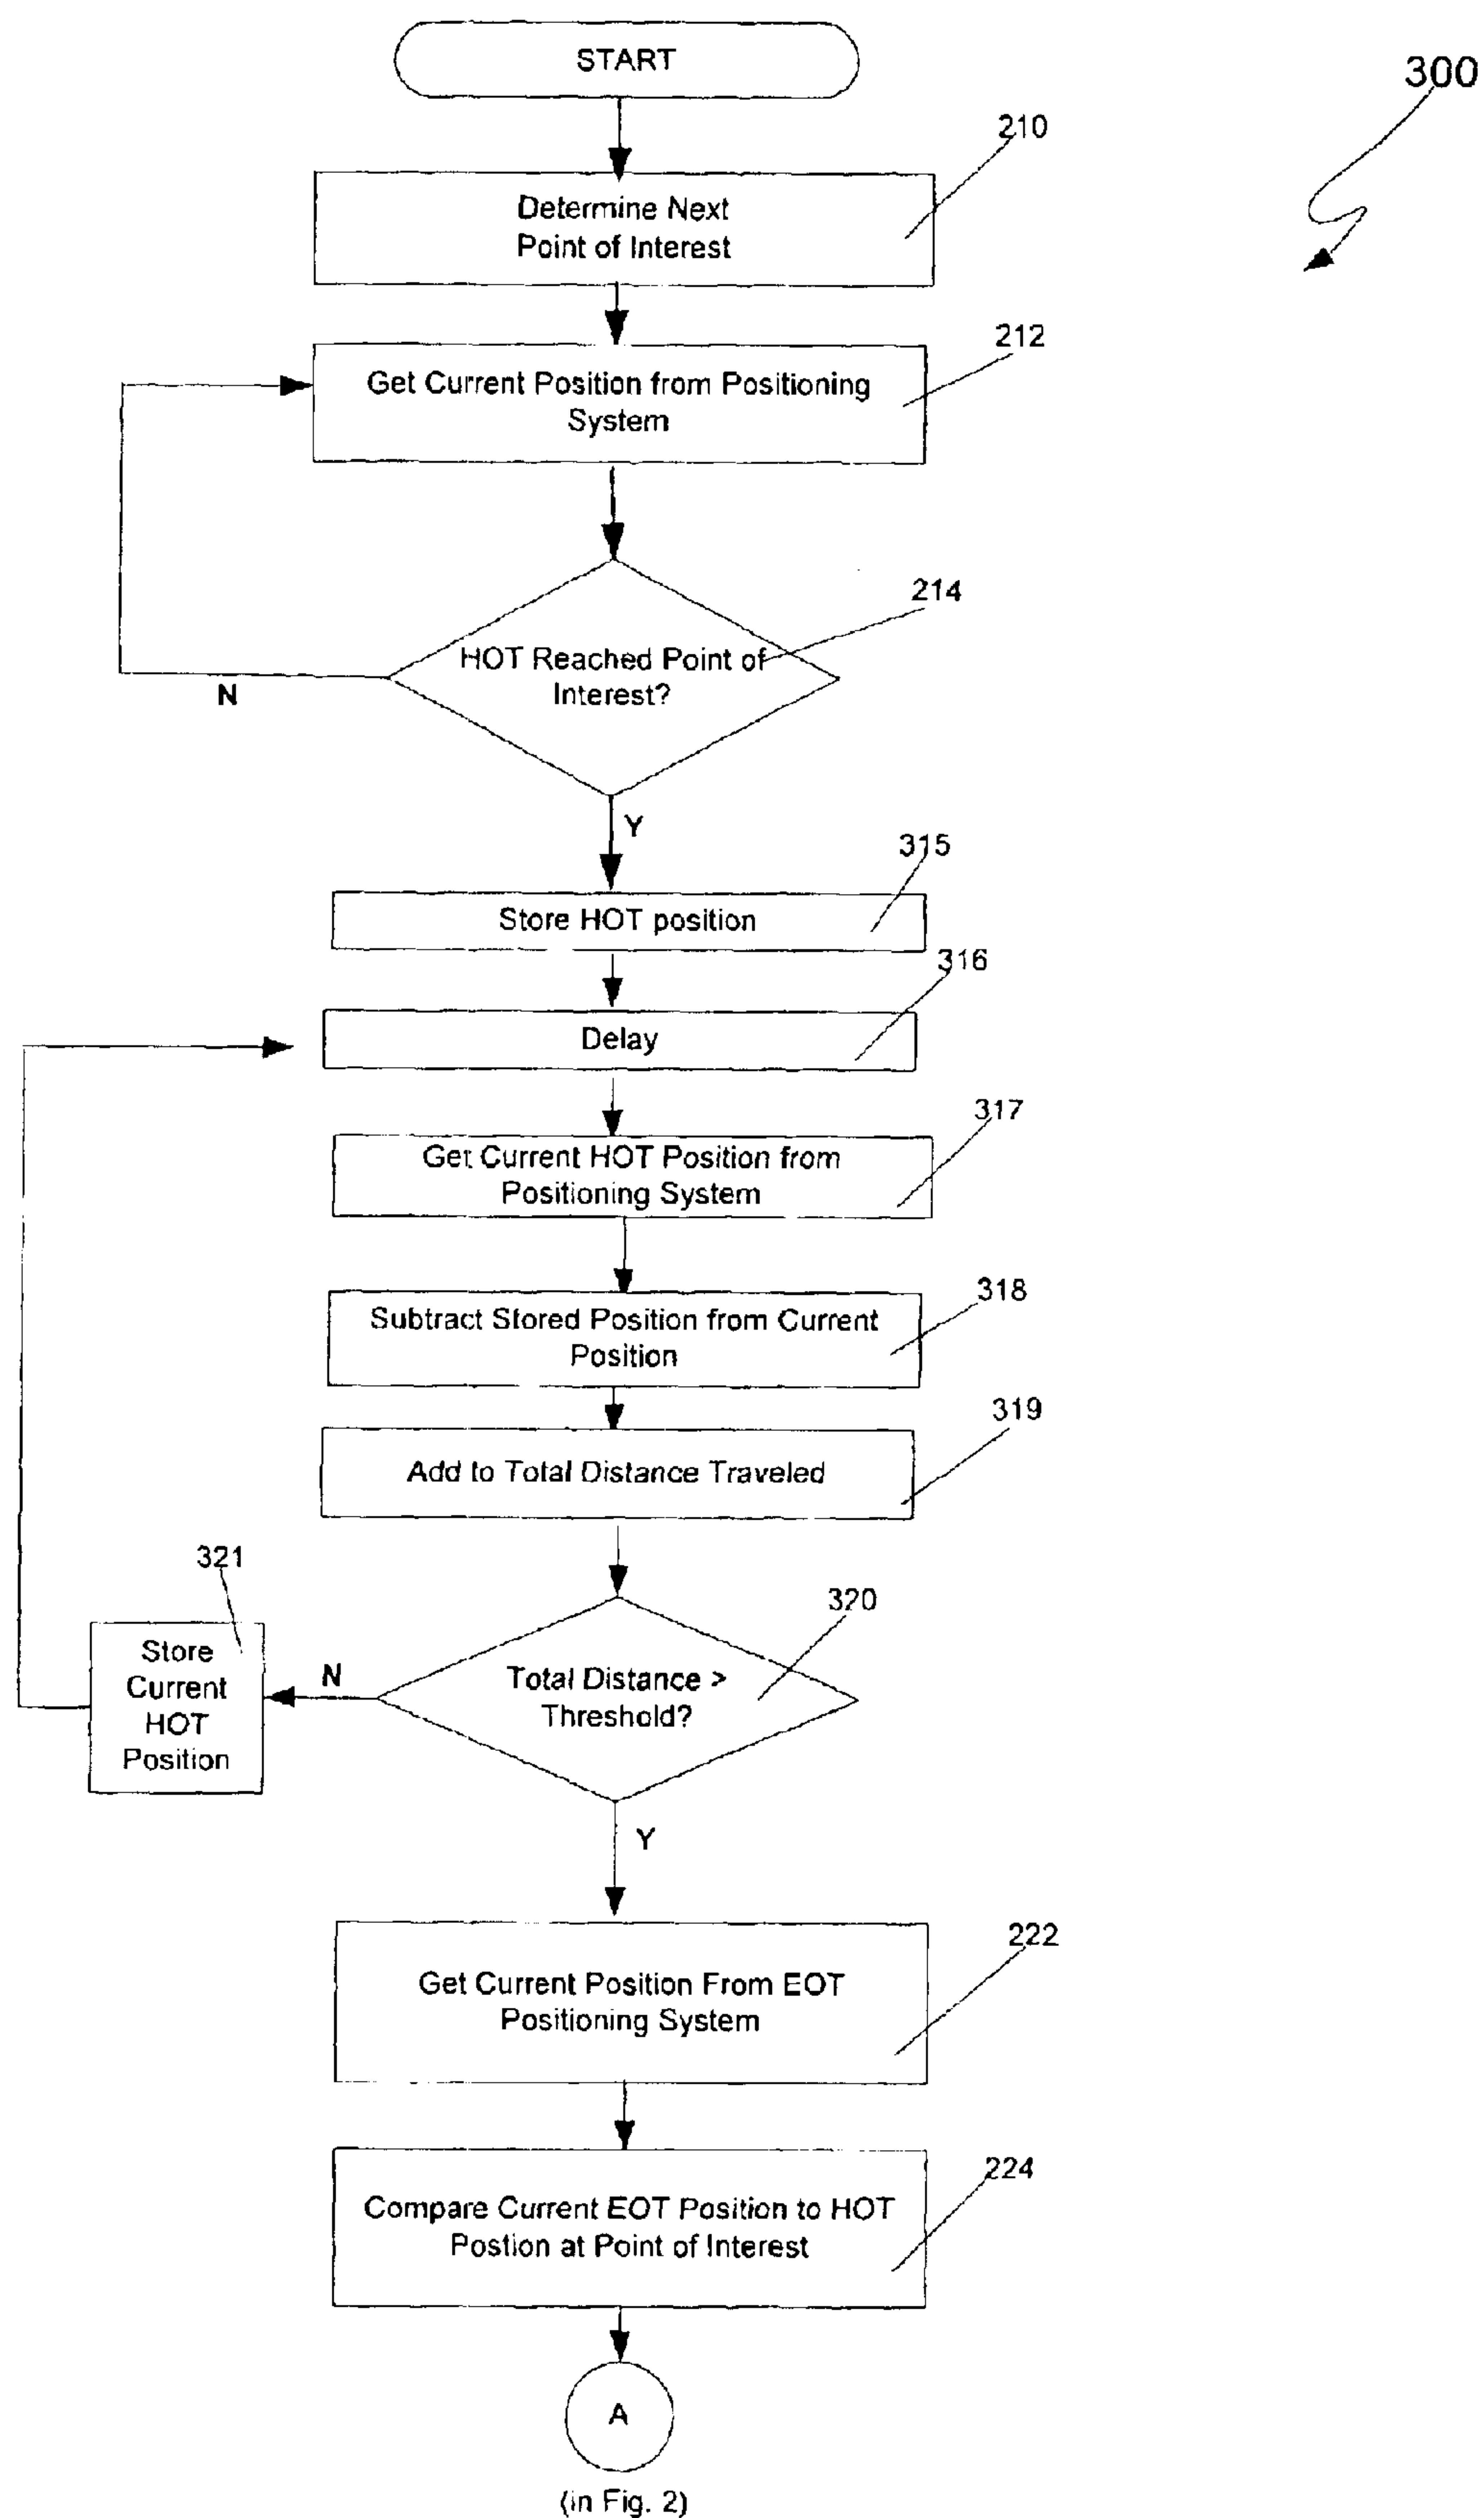 START
300
210
Determine Next
Point of Interest
212
Get Current Position from Positioning
System
214
HOT Reached Point of
Interest?
N
Y
315
Store HOT position
316
Delay
317
Get Current HOT Position from
Positioning System
318
Subtract Stored Position from Current
Position
319
Add to Total Distance Traveled
321
320
Store
Current
HOT
Position
N
Total Distance >
Threshold?
Y
222
Get Current Position From EOT
Positioning System
224
Compare Current EOT Position to HOT
Postion at Point of Interest
A
(in Fig. 2)